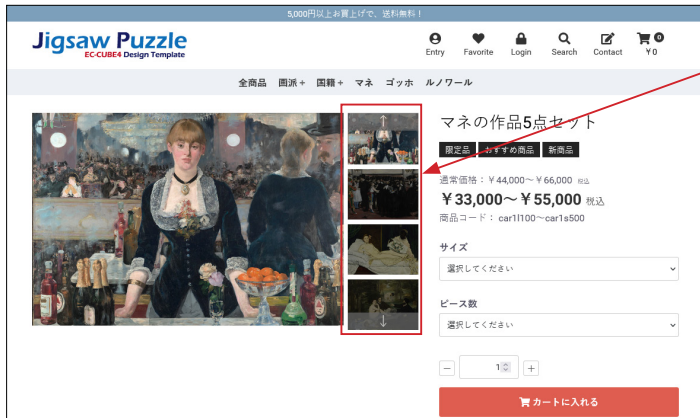 5,000円以上お買上げで、送料無料!
Jigsaw Puzzle
EC-CUBE4 Design Template
Entry Favorite Login Search Contact ¥0
0
全商品 画派+ 国籍+ マネ ゴッホ ルノワール
マネの作品5点セット
限定品 おすすめ商品 新商品
通常価格:¥44,000~¥66,000 税込
¥33,000~¥55,000 税込
商品コード: car1l100~car1s500
サイズ
選択してください
ピース数
選択してください
1
カートに入れる